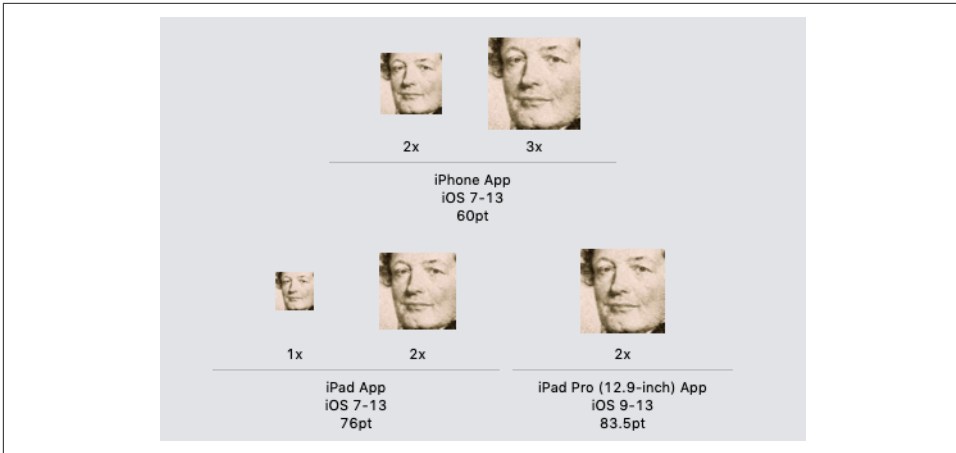 2x 3x
iPhone App
iOS 7-13
60pt
1x 2x 2x
iPad App iPad Pro (12.9-inch) App
iOS 7-13 iOS 9-13
76pt 83.5pt